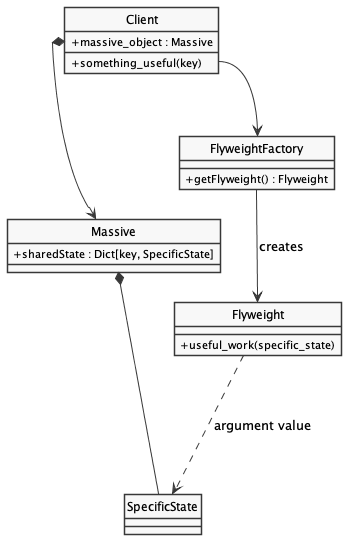 Client
+massive_object : Massive
+something_useful(key)
FlyweightFactory
+getFlyweight() : Flyweight
Massive
+sharedState : Dict[key, SpecificState]
creates
Flyweight
+useful_work(specific_state)
argument value
SpecificState